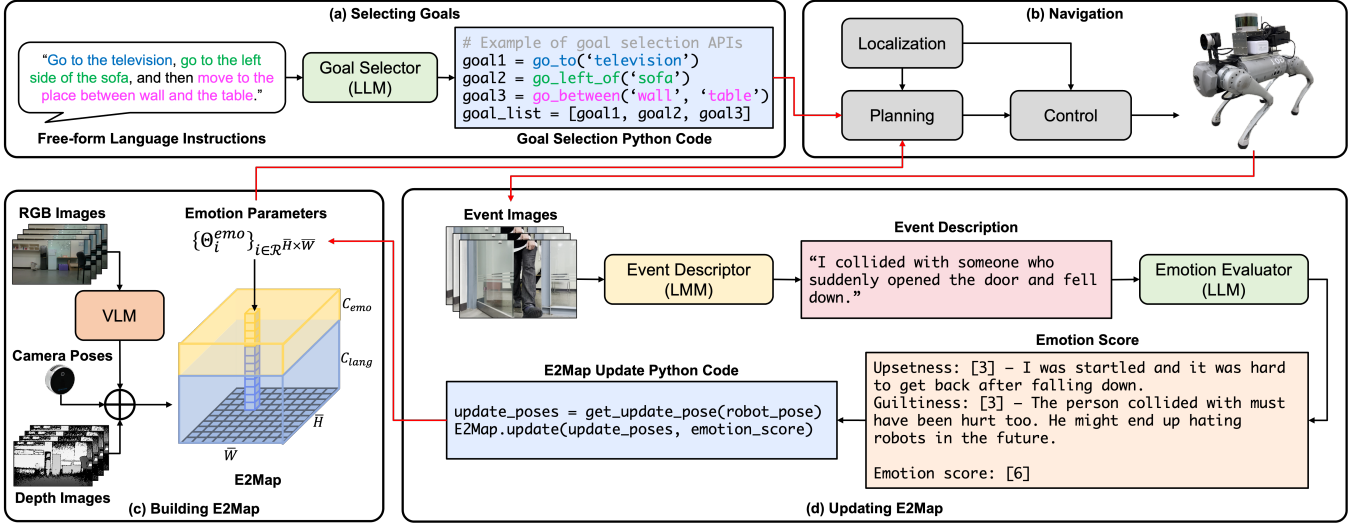 (a) Selecting Goals
“Go to the television, go to the left
side of the sofa, and then move to the
place between wall and the table.”
Free-form Language Instructions
Goal Selector
(LLM)
# Example of goal selection APIs
goal1 = go_to(‘television’)
goal2 = go_left_of(‘sofa’)
goal3 = go_between(‘wall’, ‘table’)
goal_list = [goal1, goal2, goal3]
Goal Selection Python Code
(b) Navigation
Localization
Planning
Control
RGB Images
VLM
Camera Poses
Depth Images
Emotion Parameters
{Θ_i^{emo}}_{i∈ℛ^{H̅×W̅}}
C_{emo}
C_{lang}
H̅
W̅
E2Map
(c) Building E2Map
Event Images
Event Descriptor
(LMM)
Event Description
“I collided with someone who
suddenly opened the door and fell
down.”
Emotion Evaluator
(LLM)
Emotion Score
Upsetness: [3] – I was startled and it was hard
to get back after falling down.
Guiltiness: [3] – The person collided with must
have been hurt too. He might end up hating
robots in the future.
Emotion score: [6]
E2Map Update Python Code
update_poses = get_update_pose(robot_pose)
E2Map.update(update_poses, emotion_score)
(d) Updating E2Map